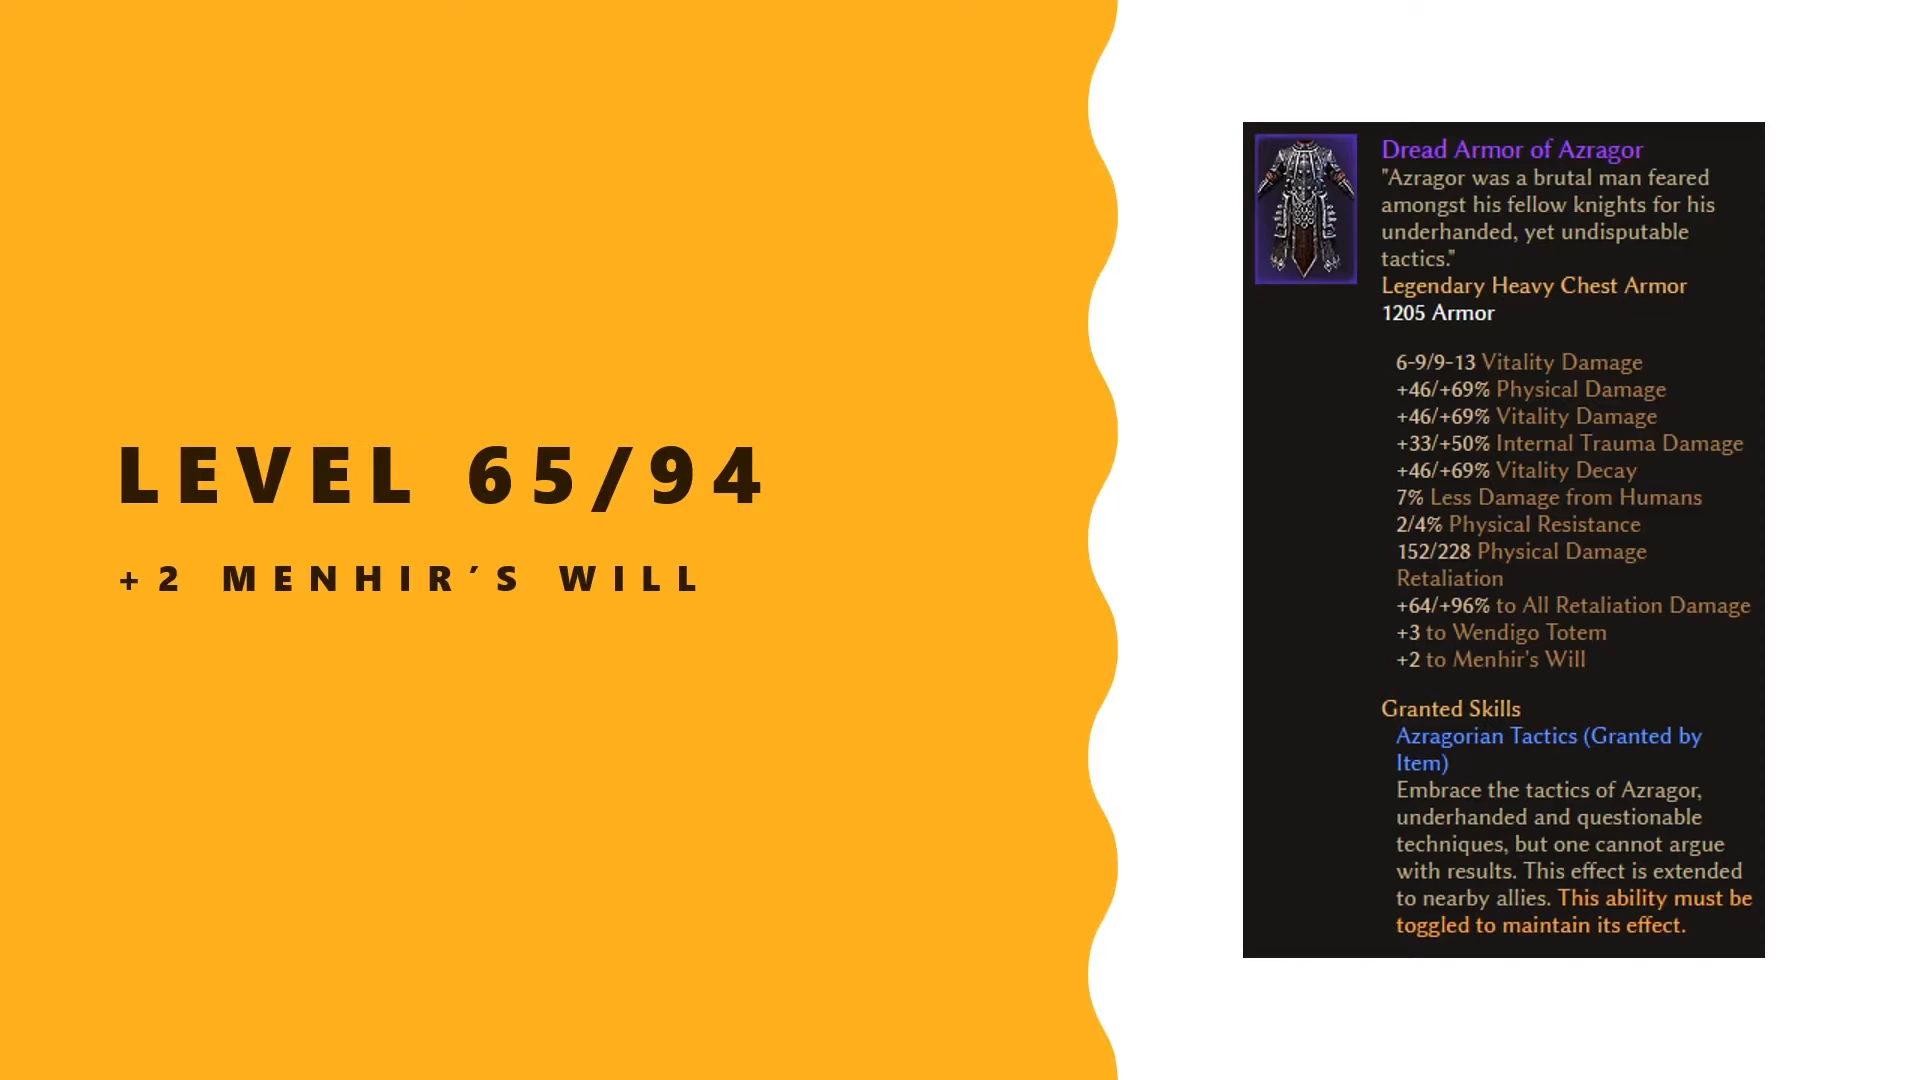 LEVEL 65/94
+2 MENHIR´S WILL
Dread Armor of Azragor
"Azragor was a brutal man feared
amongst his fellow knights for his
underhanded, yet undisputable
tactics."
Legendary Heavy Chest Armor
1205 Armor
6-9/9-13 Vitality Damage
+46/+69% Physical Damage
+46/+69% Vitality Damage
+33/+50% Internal Trauma Damage
+46/+69% Vitality Decay
7% Less Damage from Humans
2/4% Physical Resistance
152/228 Physical Damage
Retaliation
+64/+96% to All Retaliation Damage
+3 to Wendigo Totem
+2 to Menhir's Will
Granted Skills
Azragorian Tactics (Granted by
Item)
Embrace the tactics of Azragor,
underhanded and questionable
techniques, but one cannot argue
with results. This effect is extended
to nearby allies. This ability must be
toggled to maintain its effect.